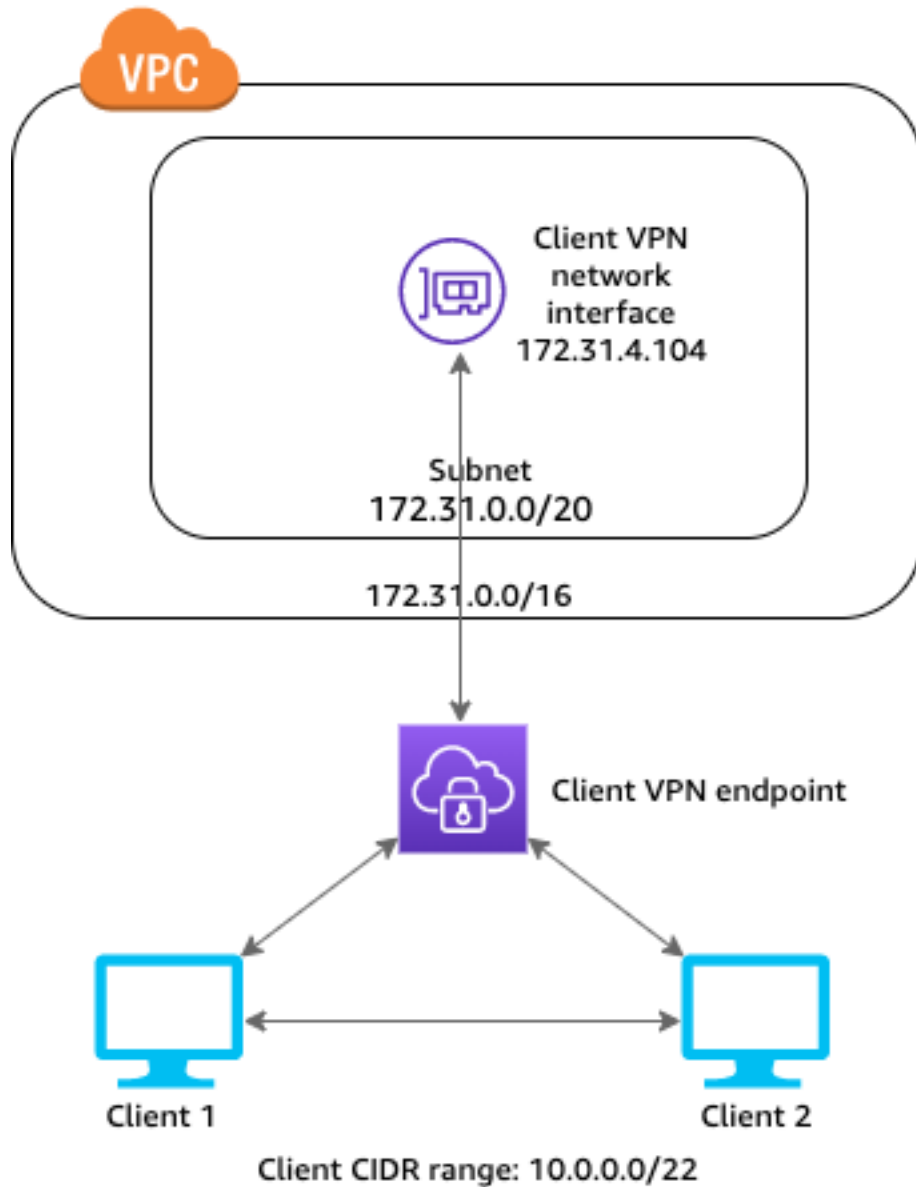 VPC
Client VPN
network
interface
172.31.4.104
Subnet
172.31.0.0/20
172.31.0.0/16
Client VPN endpoint
Client 1
Client 2
Client CIDR range: 10.0.0.0/22